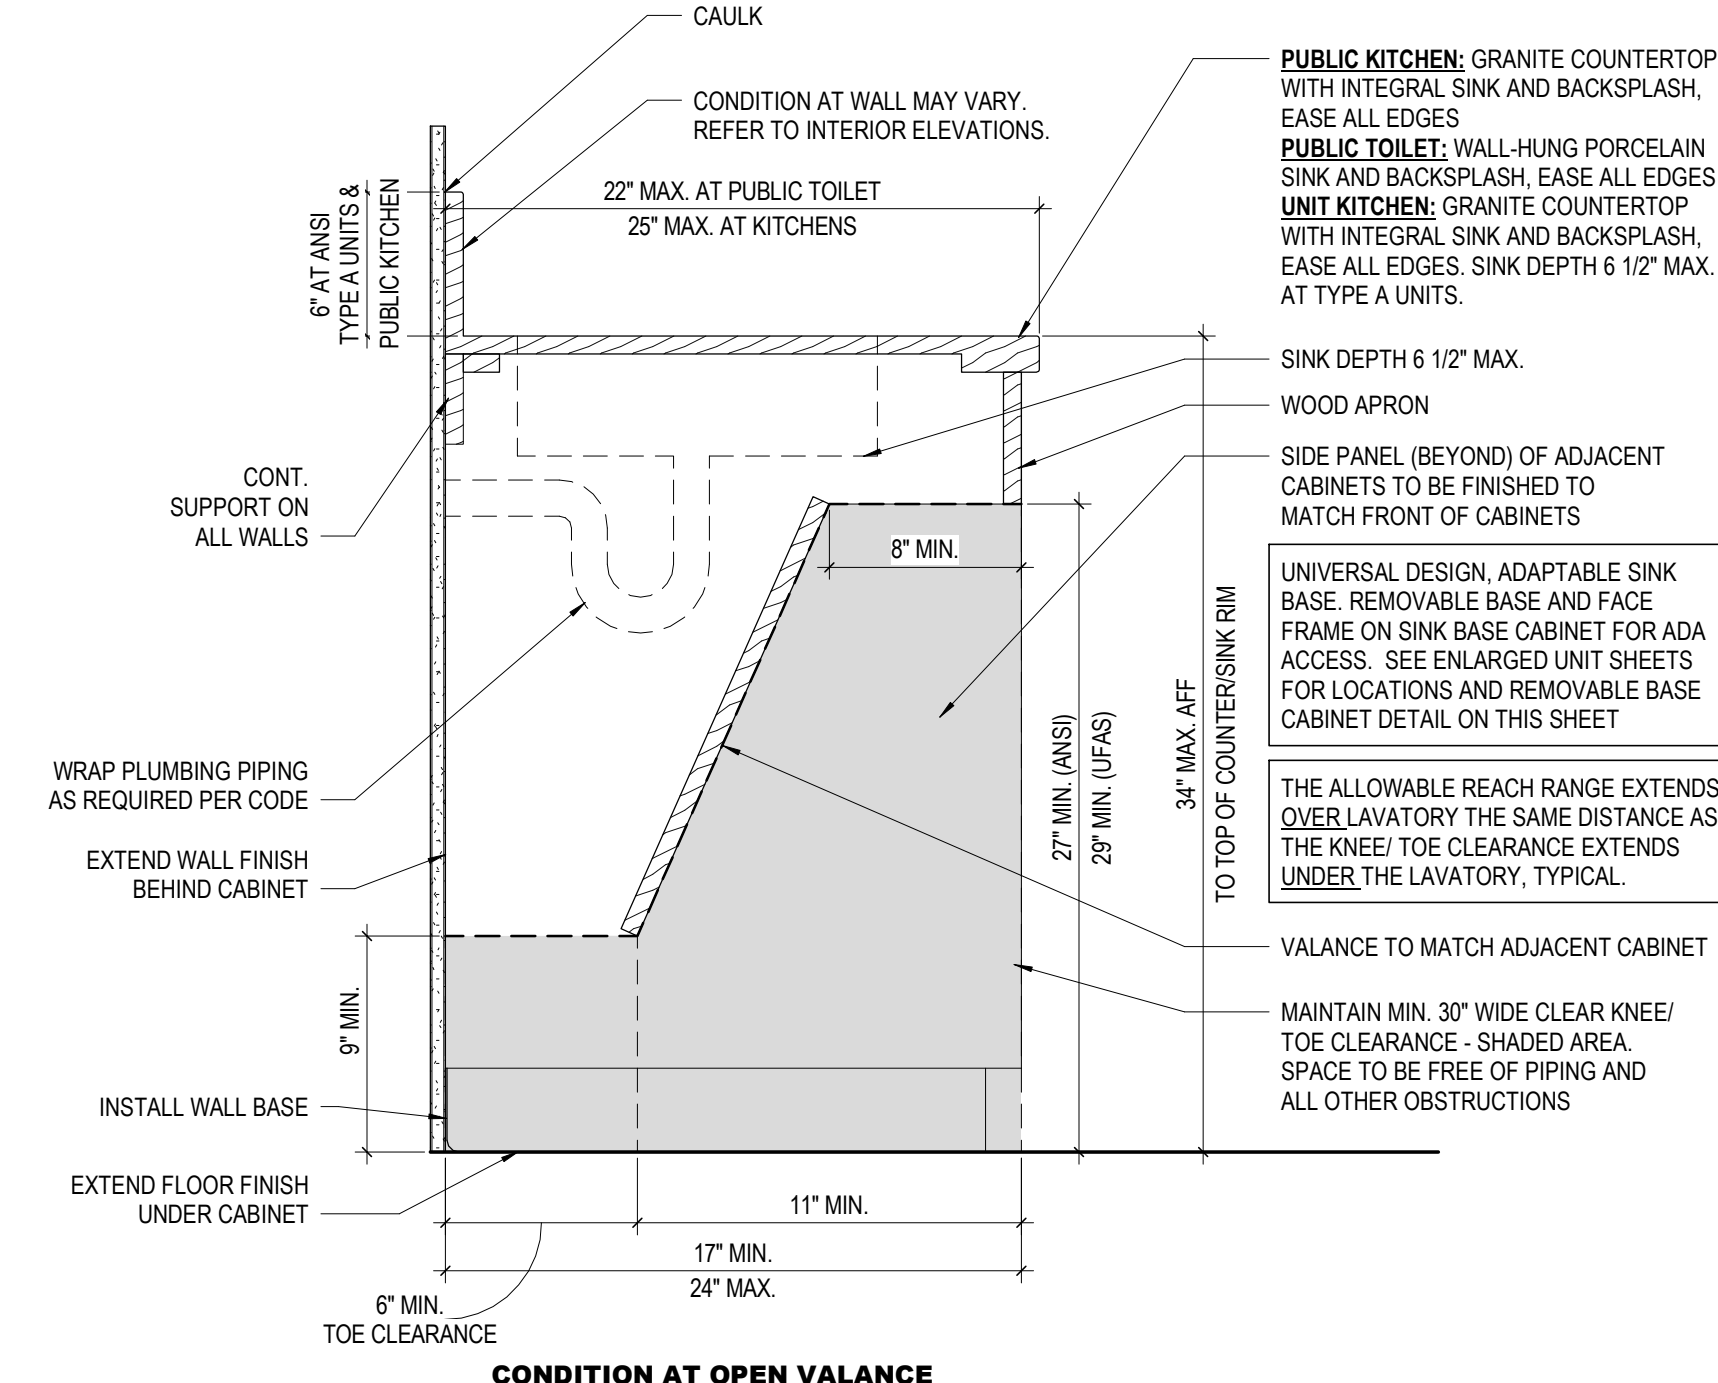 CAULK
CONDITION AT WALL MAY VARY.
REFER TO INTERIOR ELEVATIONS.
22" MAX. AT PUBLIC TOILET
25" MAX. AT KITCHENS
6" AT ANSI
TYPE A UNITS &
PUBLIC KITCHEN
PUBLIC KITCHEN: GRANITE COUNTERTOP
WITH INTEGRAL SINK AND BACKSPLASH,
EASE ALL EDGES
PUBLIC TOILET: WALL-HUNG PORCELAIN
SINK AND BACKSPLASH, EASE ALL EDGES
UNIT KITCHEN: GRANITE COUNTERTOP
WITH INTEGRAL SINK AND BACKSPLASH,
EASE ALL EDGES. SINK DEPTH 6 1/2" MAX.
AT TYPE A UNITS.
SINK DEPTH 6 1/2" MAX.
WOOD APRON
SIDE PANEL (BEYOND) OF ADJACENT
CABINETS TO BE FINISHED TO
MATCH FRONT OF CABINETS
UNIVERSAL DESIGN, ADAPTABLE SINK
BASE. REMOVABLE BASE AND FACE
FRAME ON SINK BASE CABINET FOR ADA
ACCESS. SEE ENLARGED UNIT SHEETS
FOR LOCATIONS AND REMOVABLE BASE
CABINET DETAIL ON THIS SHEET
THE ALLOWABLE REACH RANGE EXTENDS
OVER LAVATORY THE SAME DISTANCE AS
THE KNEE/ TOE CLEARANCE EXTENDS
UNDER THE LAVATORY, TYPICAL.
VALANCE TO MATCH ADJACENT CABINET
MAINTAIN MIN. 30" WIDE CLEAR KNEE/
TOE CLEARANCE - SHADED AREA.
SPACE TO BE FREE OF PIPING AND
ALL OTHER OBSTRUCTIONS
CONT.
SUPPORT ON
ALL WALLS
WRAP PLUMBING PIPING
AS REQUIRED PER CODE
EXTEND WALL FINISH
BEHIND CABINET
9" MIN.
INSTALL WALL BASE
EXTEND FLOOR FINISH
UNDER CABINET
8" MIN.
27" MIN. (ANSI)
29" MIN. (UFAS)
34" MAX. AFF
TO TOP OF COUNTER/SINK RIM
11" MIN.
17" MIN.
24" MAX.
6" MIN.
TOE CLEARANCE
CONDITION AT OPEN VALANCE